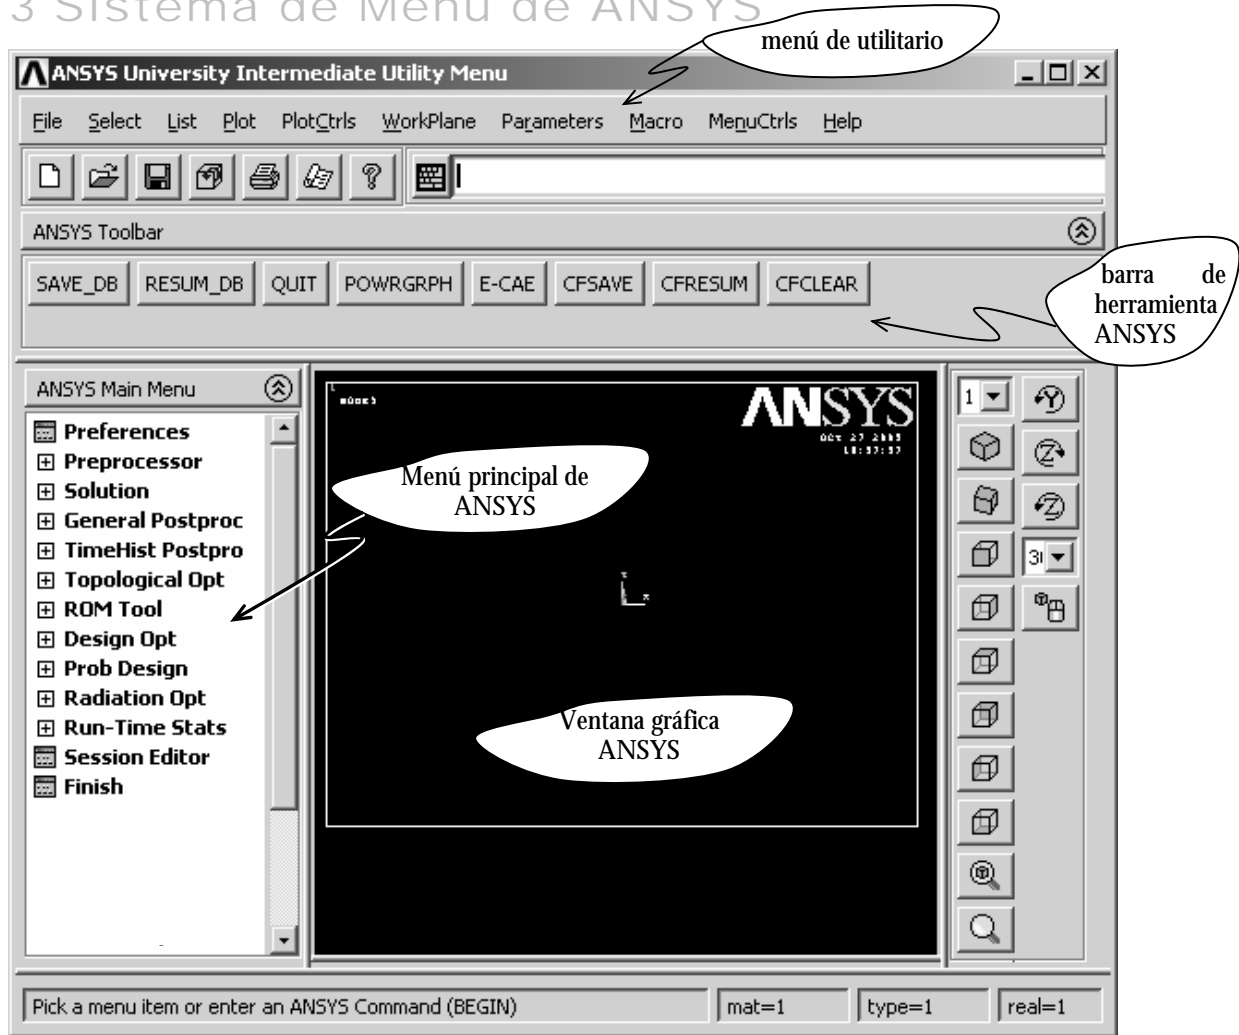 3 Sistema de Menú de ANSYS
menú de utilitario
ANSYS University Intermediate Utility Menu
File Select List Plot PlotCtrls WorkPlane Parameters Macro MenuCtrls Help
ANSYS Toolbar
SAVE_DB RESUM_DB QUIT POWRGRPH E-CAE CFSAVE CFRESUM CFCLEAR
barra de
herramienta
ANSYS
ANSYS Main Menu
Preferences
Preprocessor
Solution
General Postproc
TimeHist Postpro
Topological Opt
ROM Tool
Design Opt
Prob Design
Radiation Opt
Run-Time Stats
Session Editor
Finish
1
ANSYS
OCT 27
Menú principal de
ANSYS
Ventana gráfica
ANSYS
1
Y
Z
Z
Pick a menu item or enter an ANSYS Command (BEGIN) mat=1 type=1 real=1